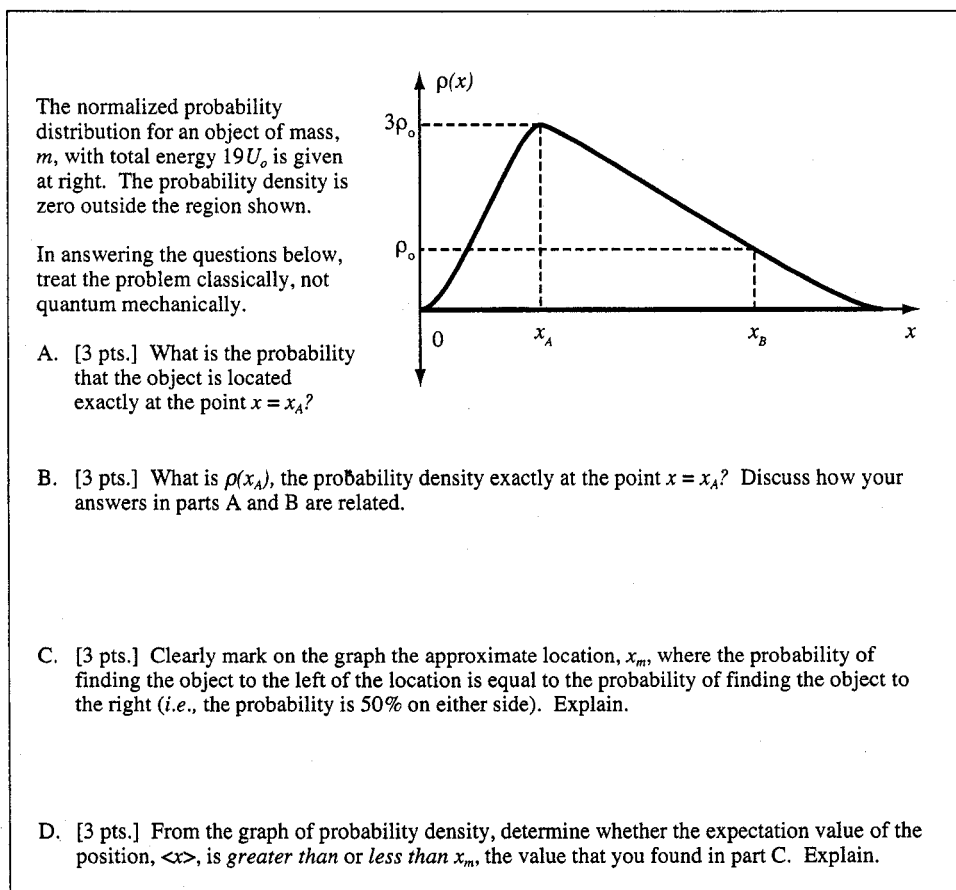 The normalized probability
distribution for an object of mass,
m, with total energy 19Uₒ is given
at right. The probability density is
zero outside the region shown.
In answering the questions below,
treat the problem classically, not
quantum mechanically.
ρ(x)
3ρₒ
ρₒ
0
x_A
x_B
x
A. [3 pts.] What is the probability
that the object is located
exactly at the point x = x_A?
B. [3 pts.] What is ρ(x_A), the probability density exactly at the point x = x_A? Discuss how your
answers in parts A and B are related.
C. [3 pts.] Clearly mark on the graph the approximate location, x_m, where the probability of
finding the object to the left of the location is equal to the probability of finding the object to
the right (i.e., the probability is 50% on either side). Explain.
D. [3 pts.] From the graph of probability density, determine whether the expectation value of the
position, <x>, is greater than or less than x_m, the value that you found in part C. Explain.